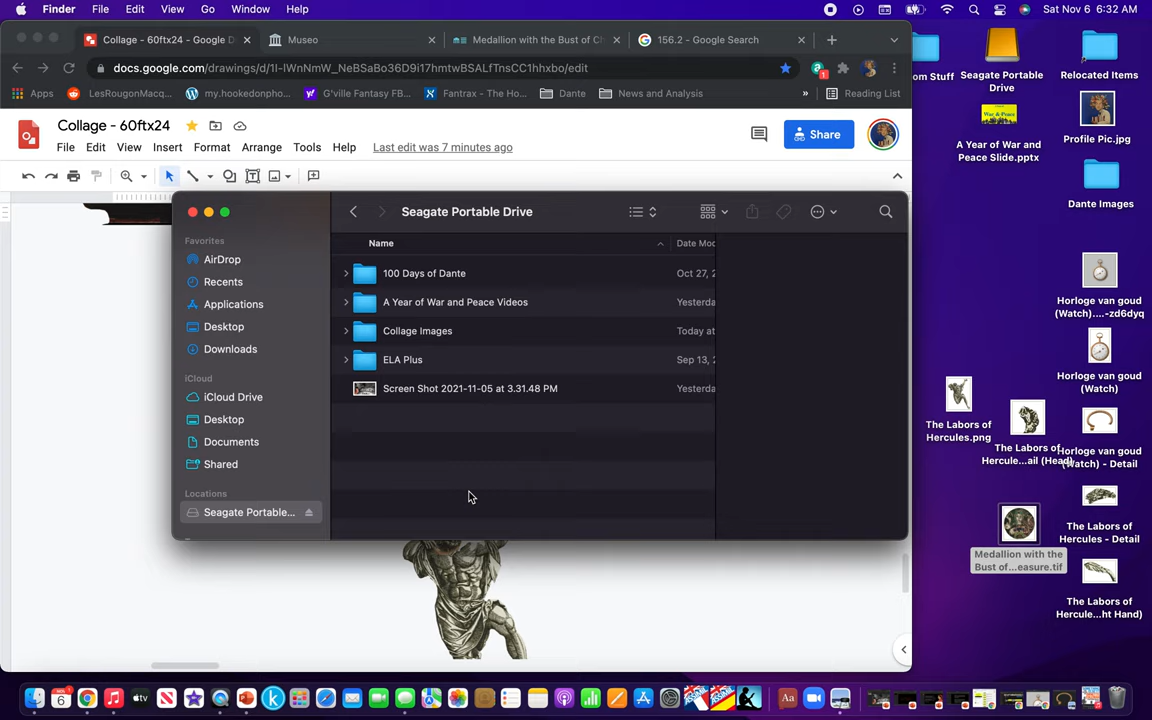 Finder File Edit View Go Window Help Sat Nov 6 6:32 AM
Collage - 60ftx24 - Google D
Museo
Medallion with the Bust of C
156.2 - Google Search
docs.google.com/drawings/d/1I-IWnNmW_NeBSaBo36D9i17hmtwBSALfTnsCC1hhxbo/edit
1
Apps LesRougonMacq... my.hookedonpho... G'ville Fantasy FB... Fantrax - The Ho... Dante News and Analysis » Reading List
Collage - 60ftx24
Share
File Edit View Insert Format Arrange Tools Help Last edit was 7 minutes ago
Seagate Portable Drive
Favorites
AirDrop
Recents
Applications
Desktop
Downloads
iCloud
iCloud Drive
Desktop
Documents
Shared
Locations
Seagate Portable...
Name Date Moc
100 Days of Dante Oct 27, 2
A Year of War and Peace Videos Yesterda
Collage Images Today at
ELA Plus Sep 13, 2
Screen Shot 2021-11-05 at 3.31.48 PM Yesterda
om Stuff
Seagate Portable
Drive
Relocated Items
War & Peace
A Year of War and
Peace Slide.pptx
Profile Pic.jpg
Dante Images
Horloge van goud
(Watch)....-zd6dyq
Horloge van goud
(Watch)
The Labors of
Hercules.png
The Labors of
Hercule...ail (Head)
Horloge van goud
(Watch) - Detail
The Labors of
Hercules - Detail
Medallion with the
Bust of...easure.tif
The Labors of
Hercule...ht Hand)
NOV
6
Aa